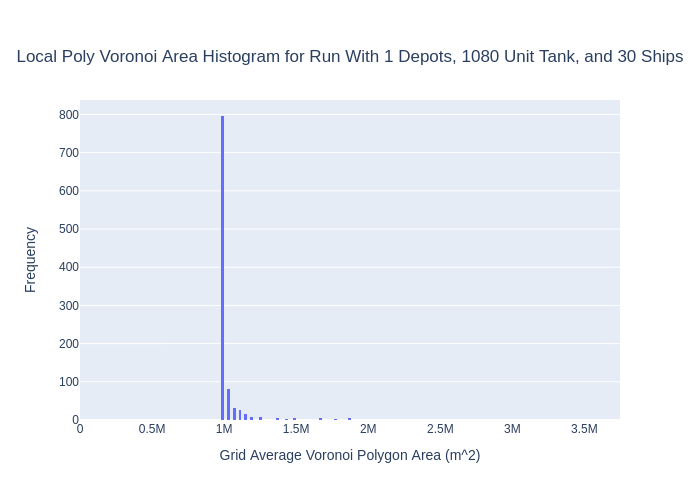 Local Poly Voronoi Area Histogram for Run With 1 Depots, 1080 Unit Tank, and 30 Ships
800
700
600
500
400
300
200
100
0
Frequency
0 0.5M 1M 1.5M 2M 2.5M 3M 3.5M
Grid Average Voronoi Polygon Area (m^2)